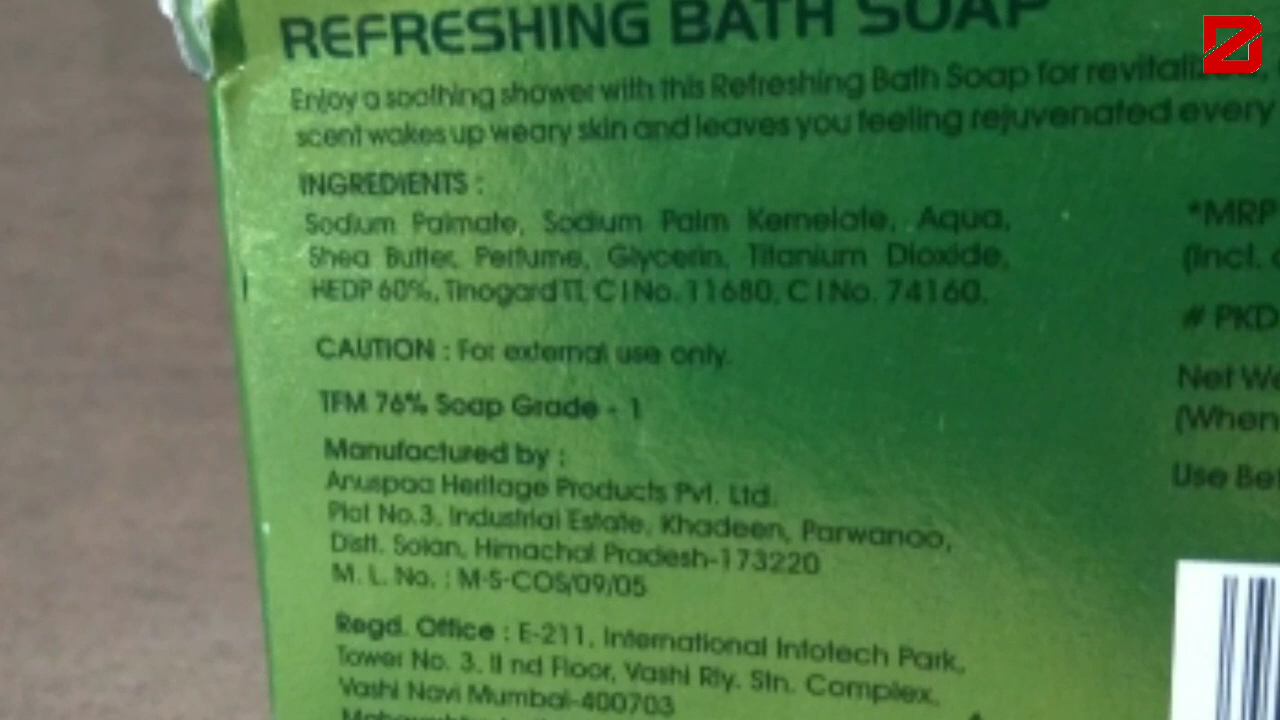 REFRESHING BATH SOAP
Enjoy a soothing shower with this Refreshing Bath Soap for
scent wakes up weary skin and leaves you feeling rejuvenated every
INGREDIENTS :
Sodium Palmate, Sodium Palm Kernelate, Aqua,
Shea Butter, Perfume, Glycerin, Titanium Dioxide,
HEDP 60%, Tinogard TT, C I No. 11680, C I No. 74160.
CAUTION : For external use only.
TFM 76% Soap Grade - 1
Manufactured by :
Anuspaa Heritage Products Pvt. Ltd.
Plot No.3, Industrial Estate, Khadeen, Parwanoo,
Distt. Solan, Himachal Pradesh-173220
M. L. No. : M-S-COS/09/05
Regd. Office : E-211, International Infotech Park,
Tower No. 3, II nd Floor, Vashi Rly. Stn. Complex,
Vashi Navi Mumbai-400703
*MRP
(Incl.
# PKD
Net
(When
Use